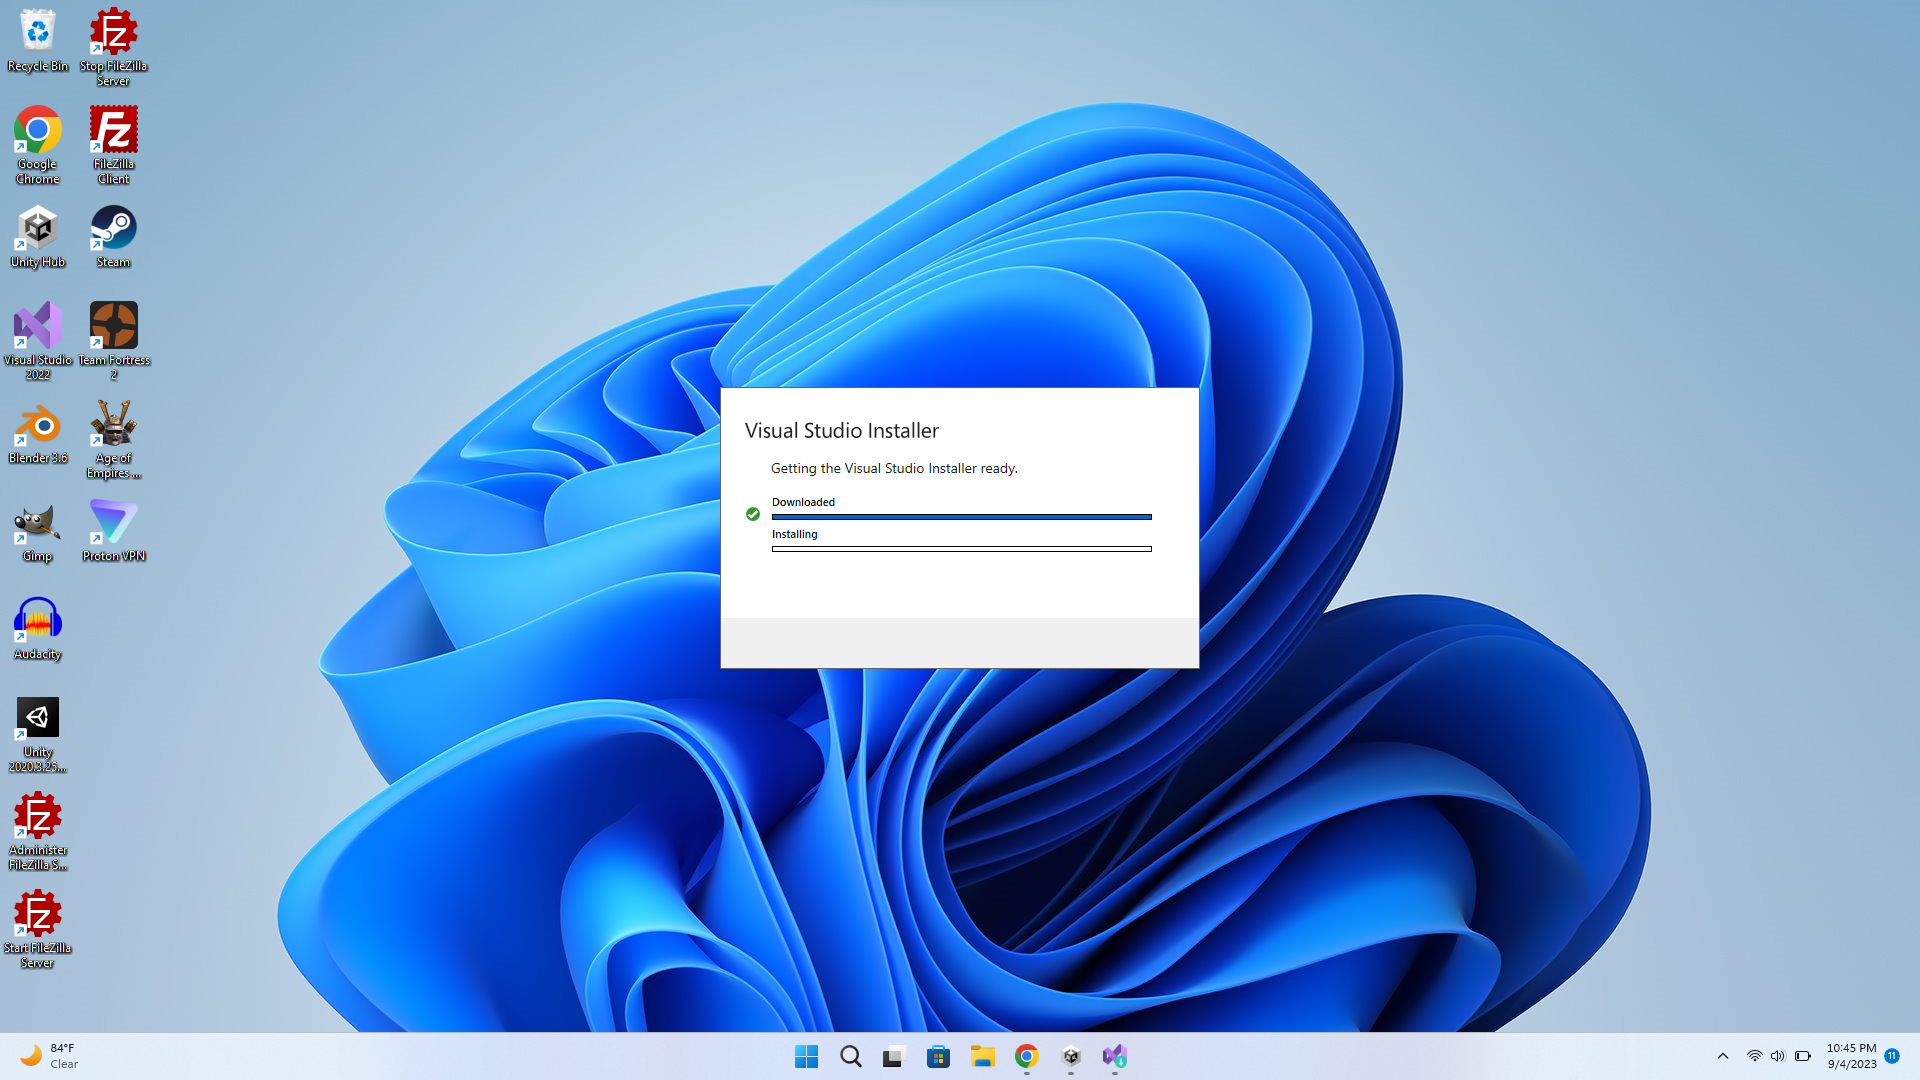 Recycle Bin
Stop FileZilla
Server
Google
Chrome
FileZilla
Client
Unity Hub
Steam
Visual Studio
2022
Team Fortress
2
Blender 3.6
Age of
Empires ...
Gimp
Proton VPN
Audacity
Unity
2020.3.25...
Administer
FileZilla S...
Start FileZilla
Server
Visual Studio Installer
Getting the Visual Studio Installer ready.
Downloaded
Installing
84°F
Clear
10:45 PM
9/4/2023
11